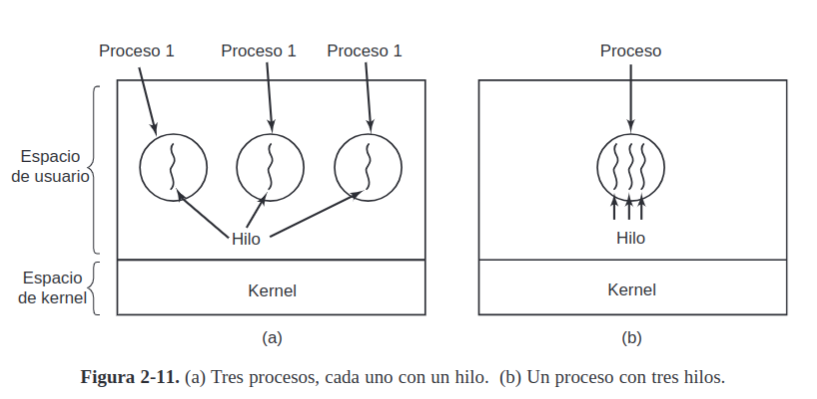 Proceso 1 Proceso 1 Proceso 1
Proceso
Espacio
de usuario
Hilo
Hilo
Espacio
de kernel
Kernel
Kernel
(a)
(b)
Figura 2-11. (a) Tres procesos, cada uno con un hilo. (b) Un proceso con tres hilos.